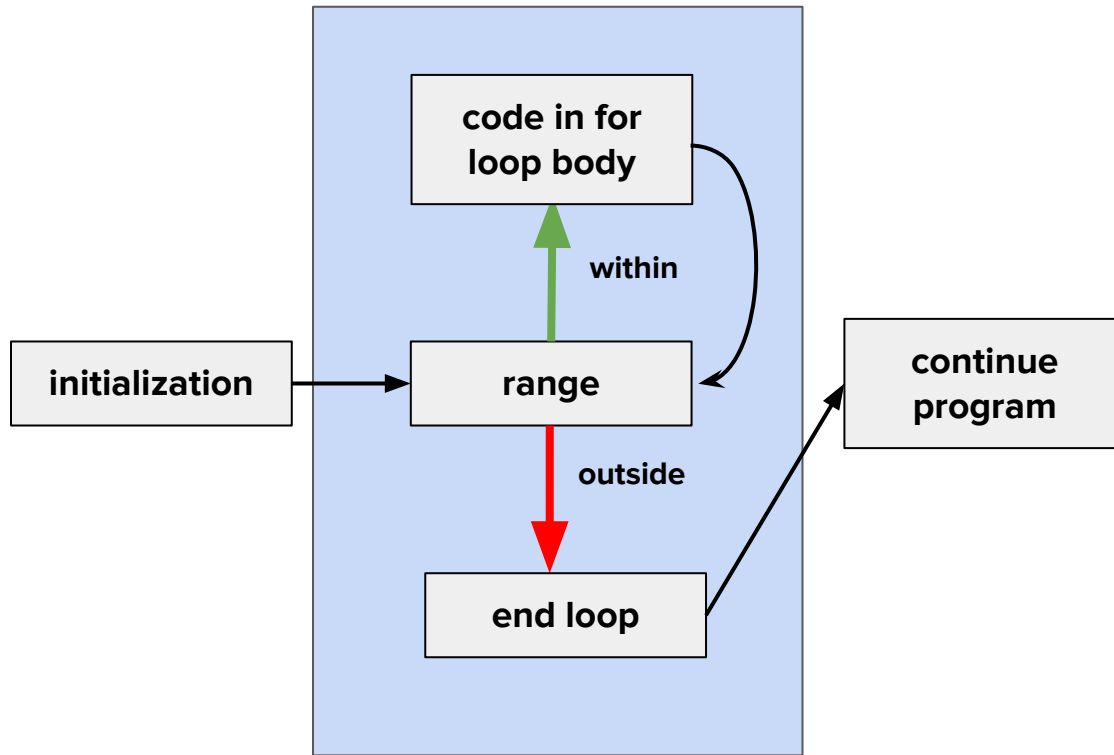 code in for
loop body
within
initialization
range
continue
program
outside
end loop